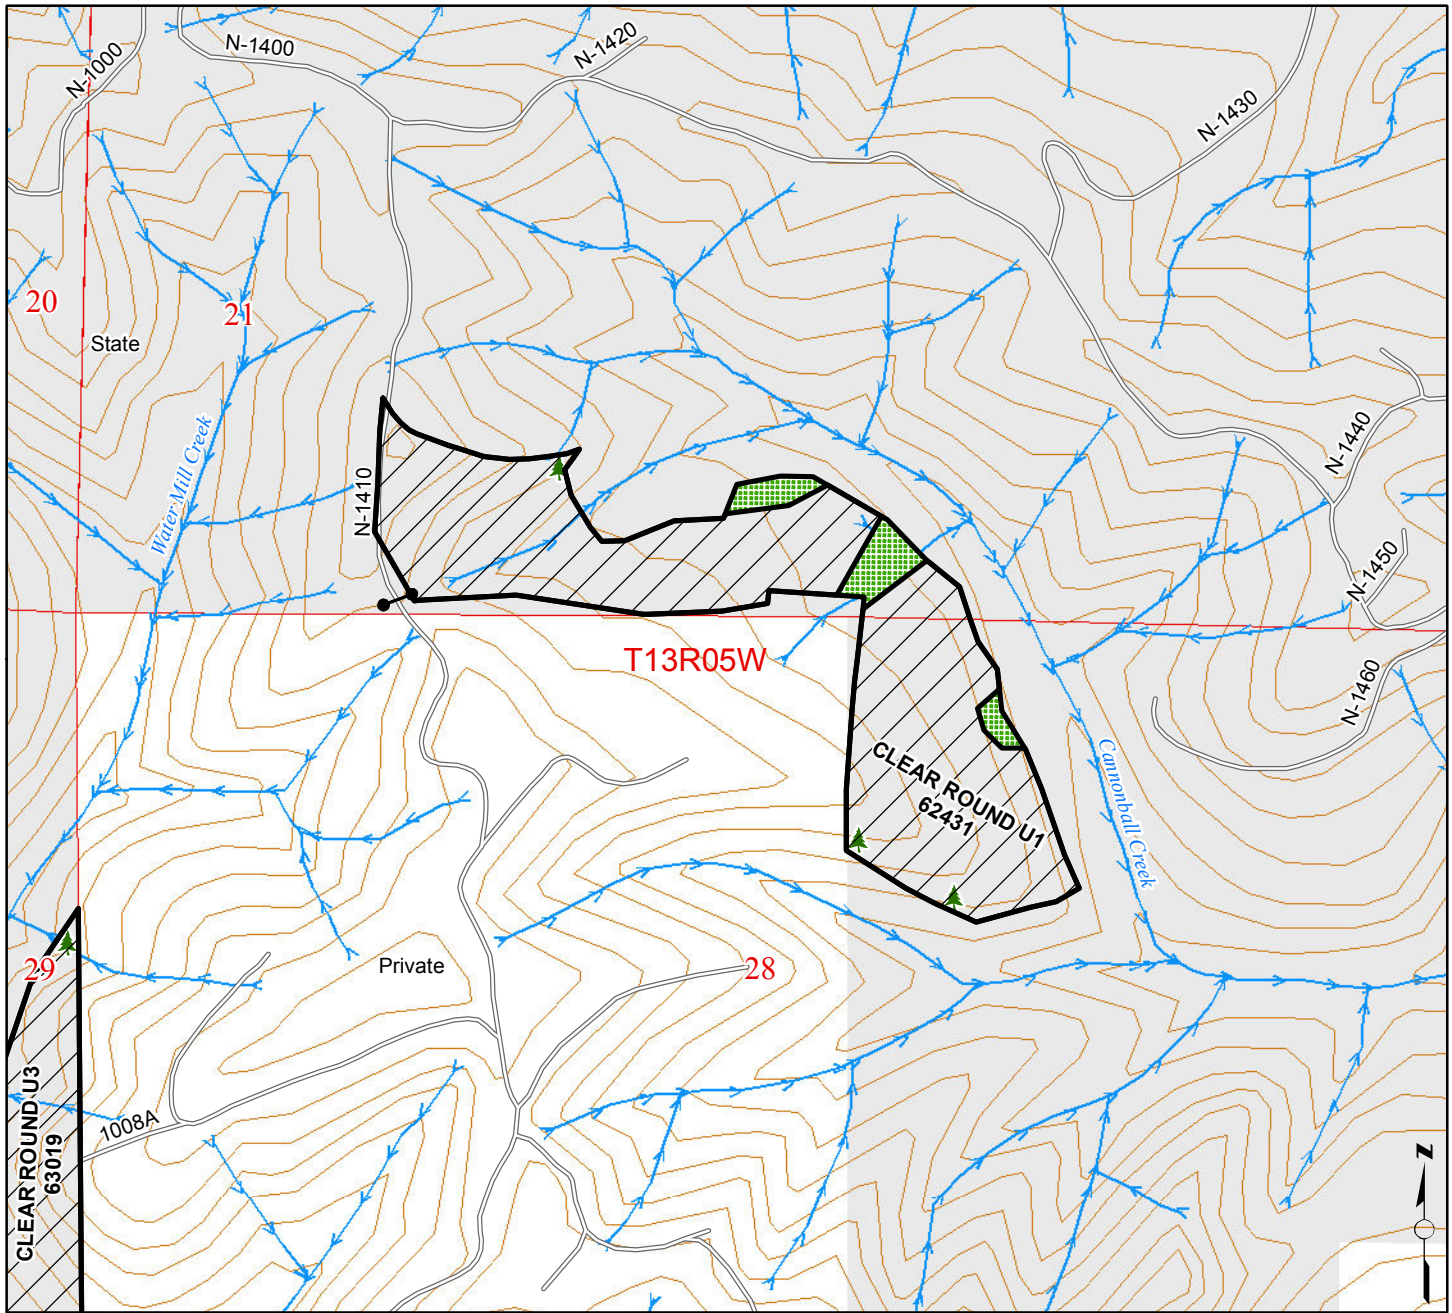 N-1000
N-1400
N-1420
N-1430
20
21
State
Water Mill Creek
N-1410
N-1440
N-1450
T13R05W
N-1460
CLEAR ROUND U1
62431
Cannonball Creek
29
Private
28
CLEAR ROUND U3
63019
1008A
N